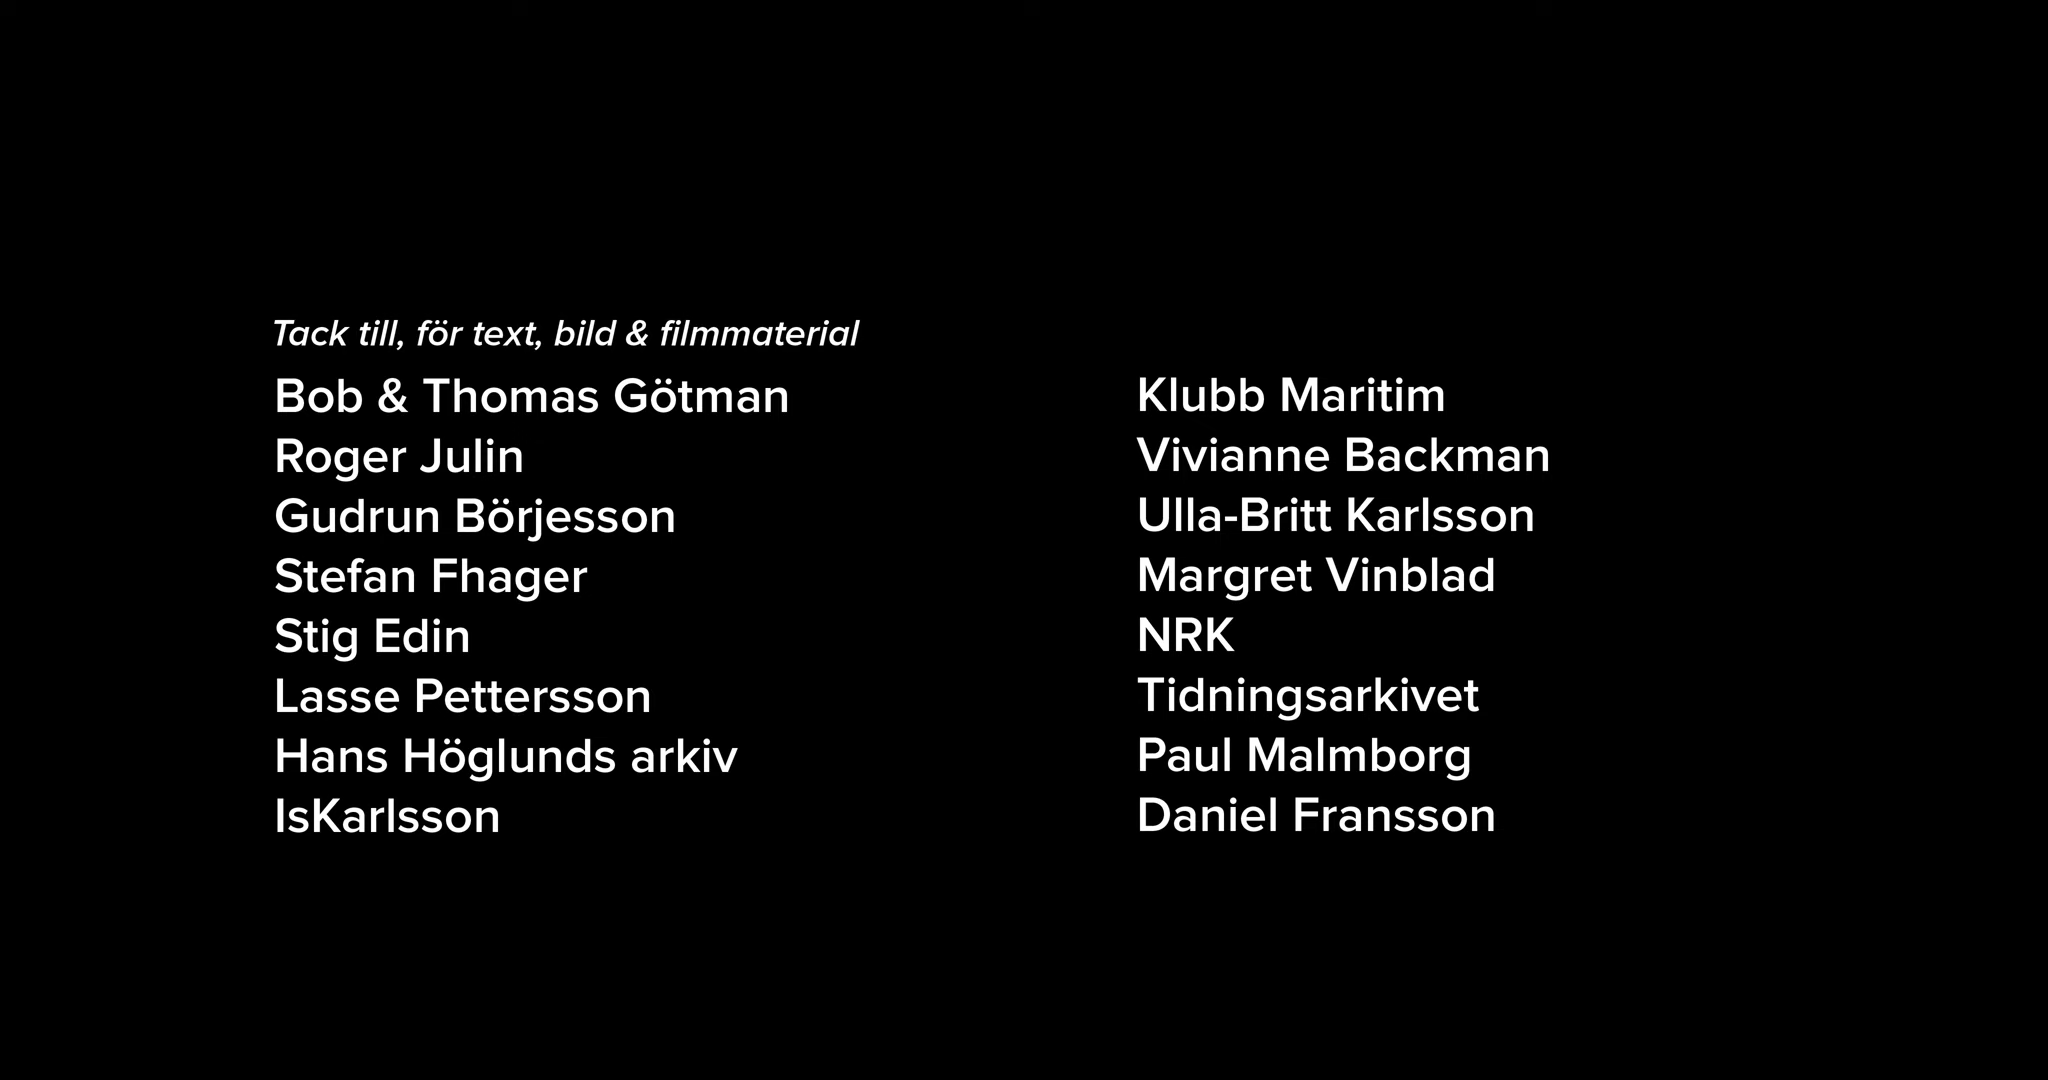 Tack till, för text, bild & filmmaterial
Bob & Thomas Götman
Roger Julin
Gudrun Börjesson
Stefan Fhager
Stig Edin
Lasse Pettersson
Hans Höglunds arkiv
IsKarlsson
Klubb Maritim
Vivianne Backman
Ulla-Britt Karlsson
Margret Vinblad
NRK
Tidningsarkivet
Paul Malmborg
Daniel Fransson